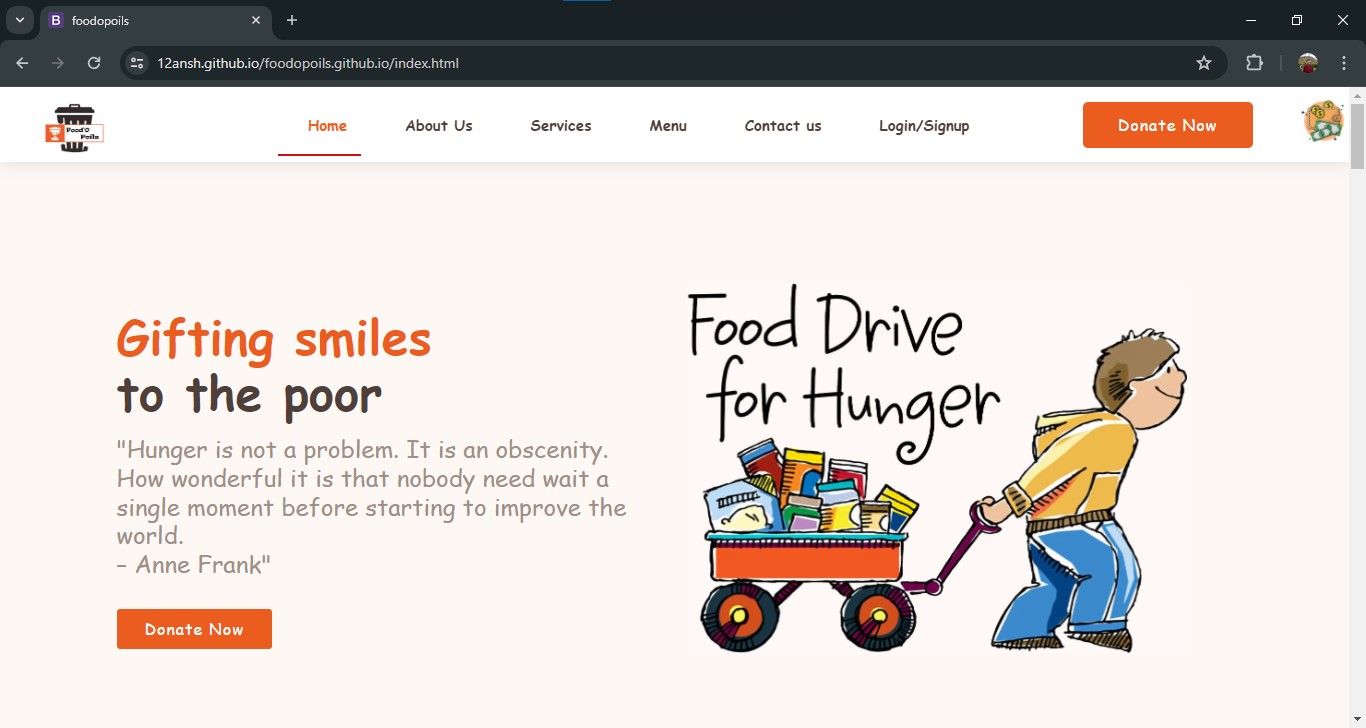 foodopoils
12ansh.github.io/foodopoils.github.io/index.html
Food'O
Poils
Home
About Us
Services
Menu
Contact us
Login/Signup
Donate Now
Gifting smiles
to the poor
"Hunger is not a problem. It is an obscenity.
How wonderful it is that nobody need wait a
single moment before starting to improve the
world.
– Anne Frank"
Donate Now
Food Drive
for Hunger